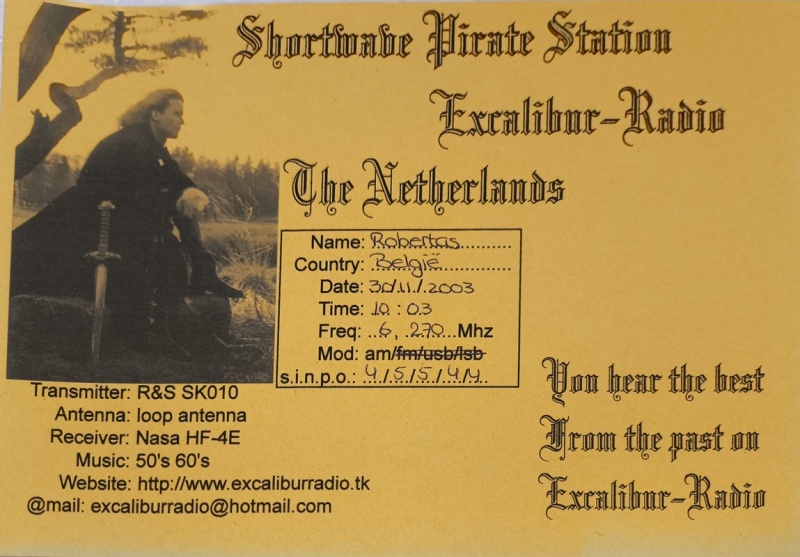 Shortwave Pirate Station
Excalibur-Radio
The Netherlands
Name: Robertas
Country: België
Date: 30/11/2003
Time: 10:03
Freq: 6,270 Mhz
Mod: am/fm/usb/lsb
s.i.n.p.o.: 4/5/5/4/4
Transmitter: R&S SK010
Antenna: loop antenna
Receiver: Nasa HF-4E
Music: 50's 60's
Website: http://www.excaliburradio.tk
@mail: excaliburradio@hotmail.com
You hear the best
From the past on
Excalibur-Radio